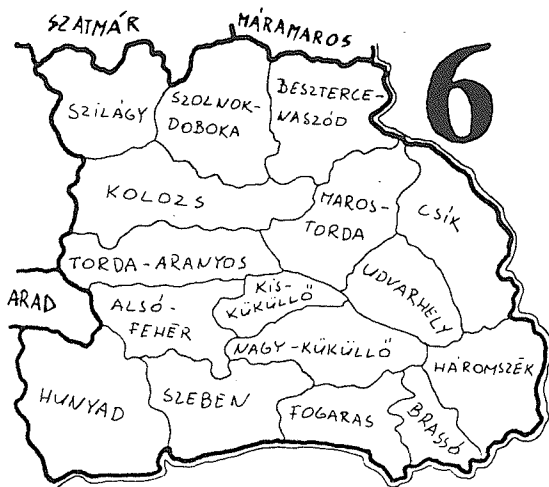 SZATMÁR
MÁRAMAROS
6
SZILÁGY
SZOLNOK-
DOBOKA
BESZTERCE-
NASZÓD
KOLOZS
MAROS-
TORDA
CSÍK
TORDA-ARANYOS
UDVARHELY
ARAD
ALSÓ-
FEHÉR
KIS-
KÜKÜLLŐ
NAGY-KÜKÜLLŐ
HÁROMSZÉK
HUNYAD
SZEBEN
FOGARAS
BRASSÓ